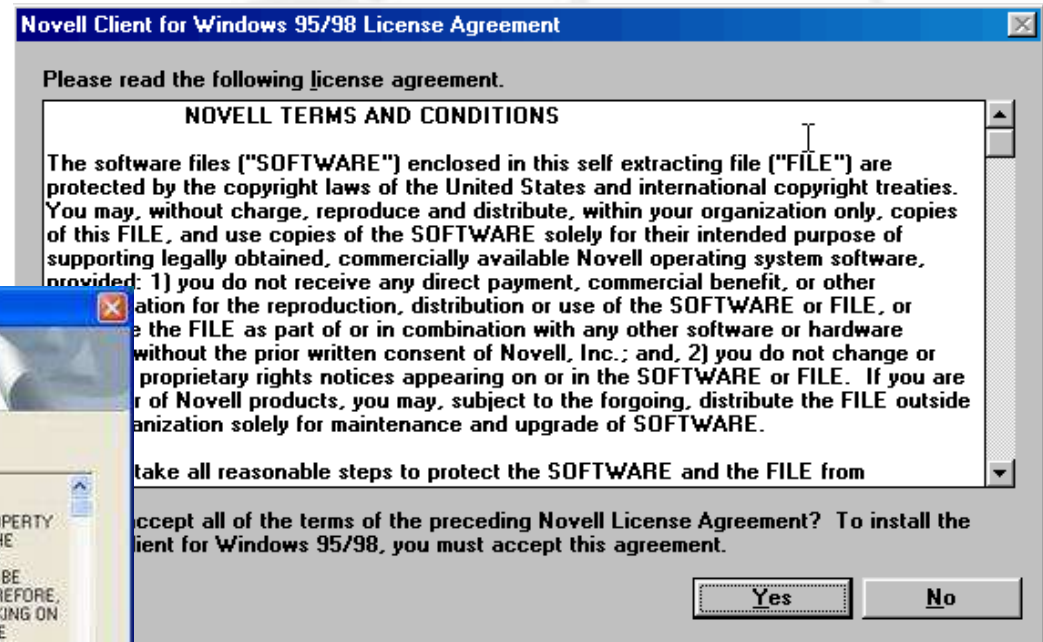 Novell Client for Windows 95/98 License Agreement
Please read the following license agreement.
NOVELL TERMS AND CONDITIONS
The software files ("SOFTWARE") enclosed in this self extracting file ("FILE") are
protected by the copyright laws of the United States and international copyright treaties.
You may, without charge, reproduce and distribute, within your organization only, copies
of this FILE, and use copies of the SOFTWARE solely for their intended purpose of
supporting legally obtained, commercially available Novell operating system software,
provided: 1) you do not receive any direct payment, commercial benefit, or other
ation for the reproduction, distribution or use of the SOFTWARE or FILE, or
e the FILE as part of or in combination with any other software or hardware
without the prior written consent of Novell, Inc.; and, 2) you do not change or
proprietary rights notices appearing on or in the SOFTWARE or FILE. If you are
r of Novell products, you may, subject to the forgoing, distribute the FILE outside
anization solely for maintenance and upgrade of SOFTWARE.
take all reasonable steps to protect the SOFTWARE and the FILE from
ccept all of the terms of the preceding Novell License Agreement? To install the
lient for Windows 95/98, you must accept this agreement.
Yes
No
PERTY
HE
BE
REFORE,
KING ON
E